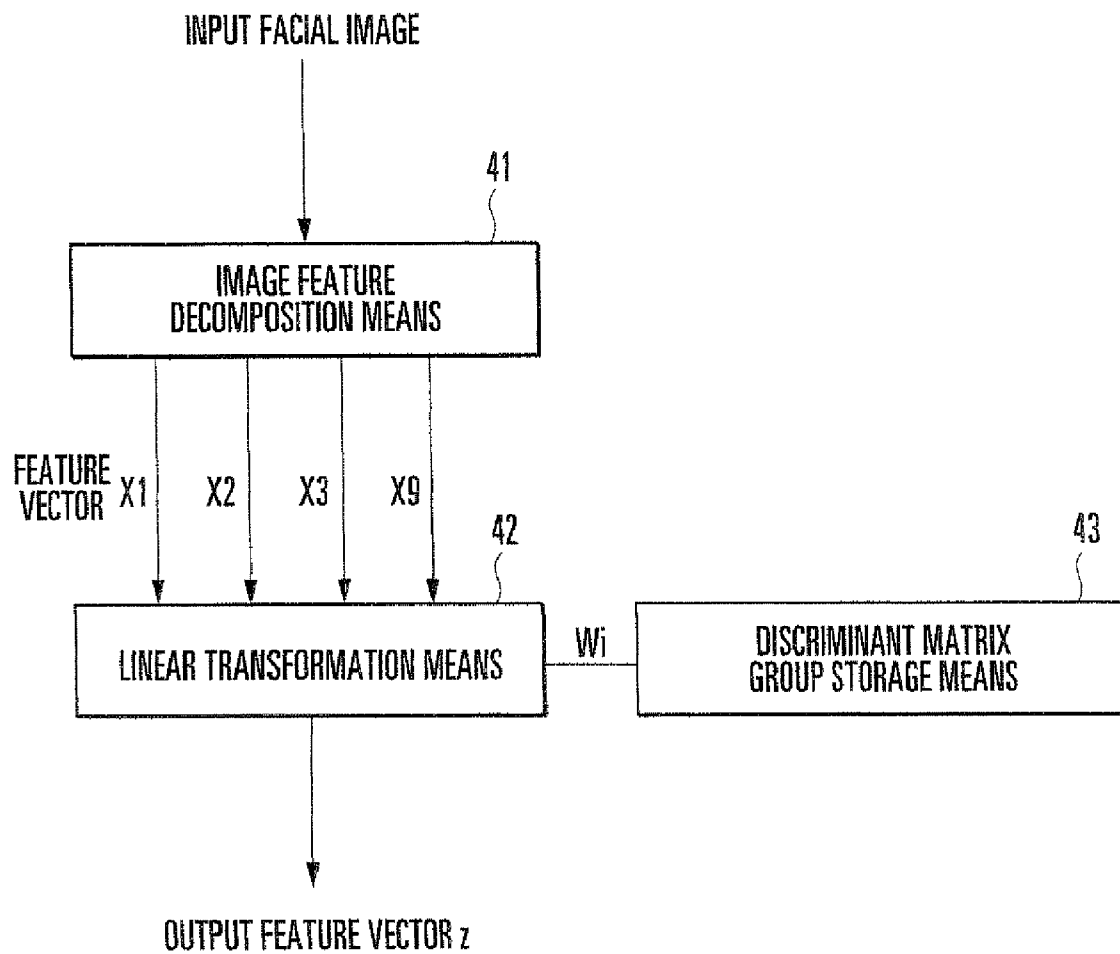 INPUT FACIAL IMAGE
41
IMAGE FEATURE
DECOMPOSITION MEANS
FEATURE
VECTOR
X1
X2
X3
X9
42
43
LINEAR TRANSFORMATION MEANS
Wi
DISCRIMINANT MATRIX
GROUP STORAGE MEANS
OUTPUT FEATURE VECTOR z